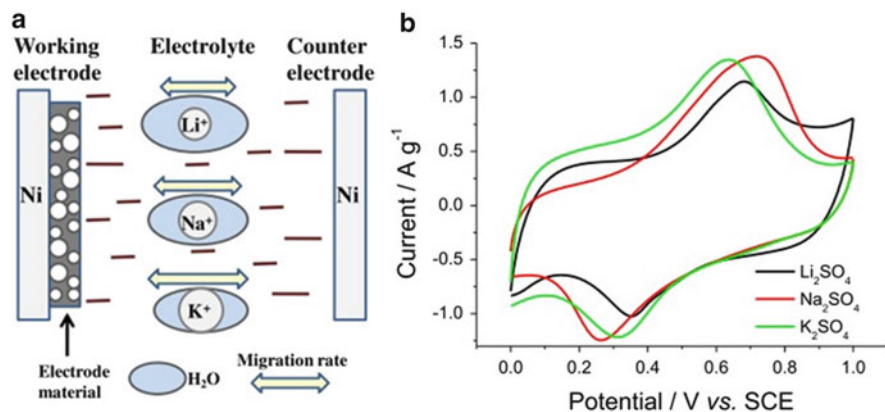 a
Working
electrode
Electrolyte
Counter
electrode
Ni
Li⁺
Na⁺
K⁺
Ni
Electrode
material
H₂O
Migration rate
b
Current / A g⁻¹
1.5
1.0
0.5
0.0
-0.5
-1.0
Li₂SO₄
Na₂SO₄
K₂SO₄
0.0 0.2 0.4 0.6 0.8 1.0
Potential / V vs. SCE